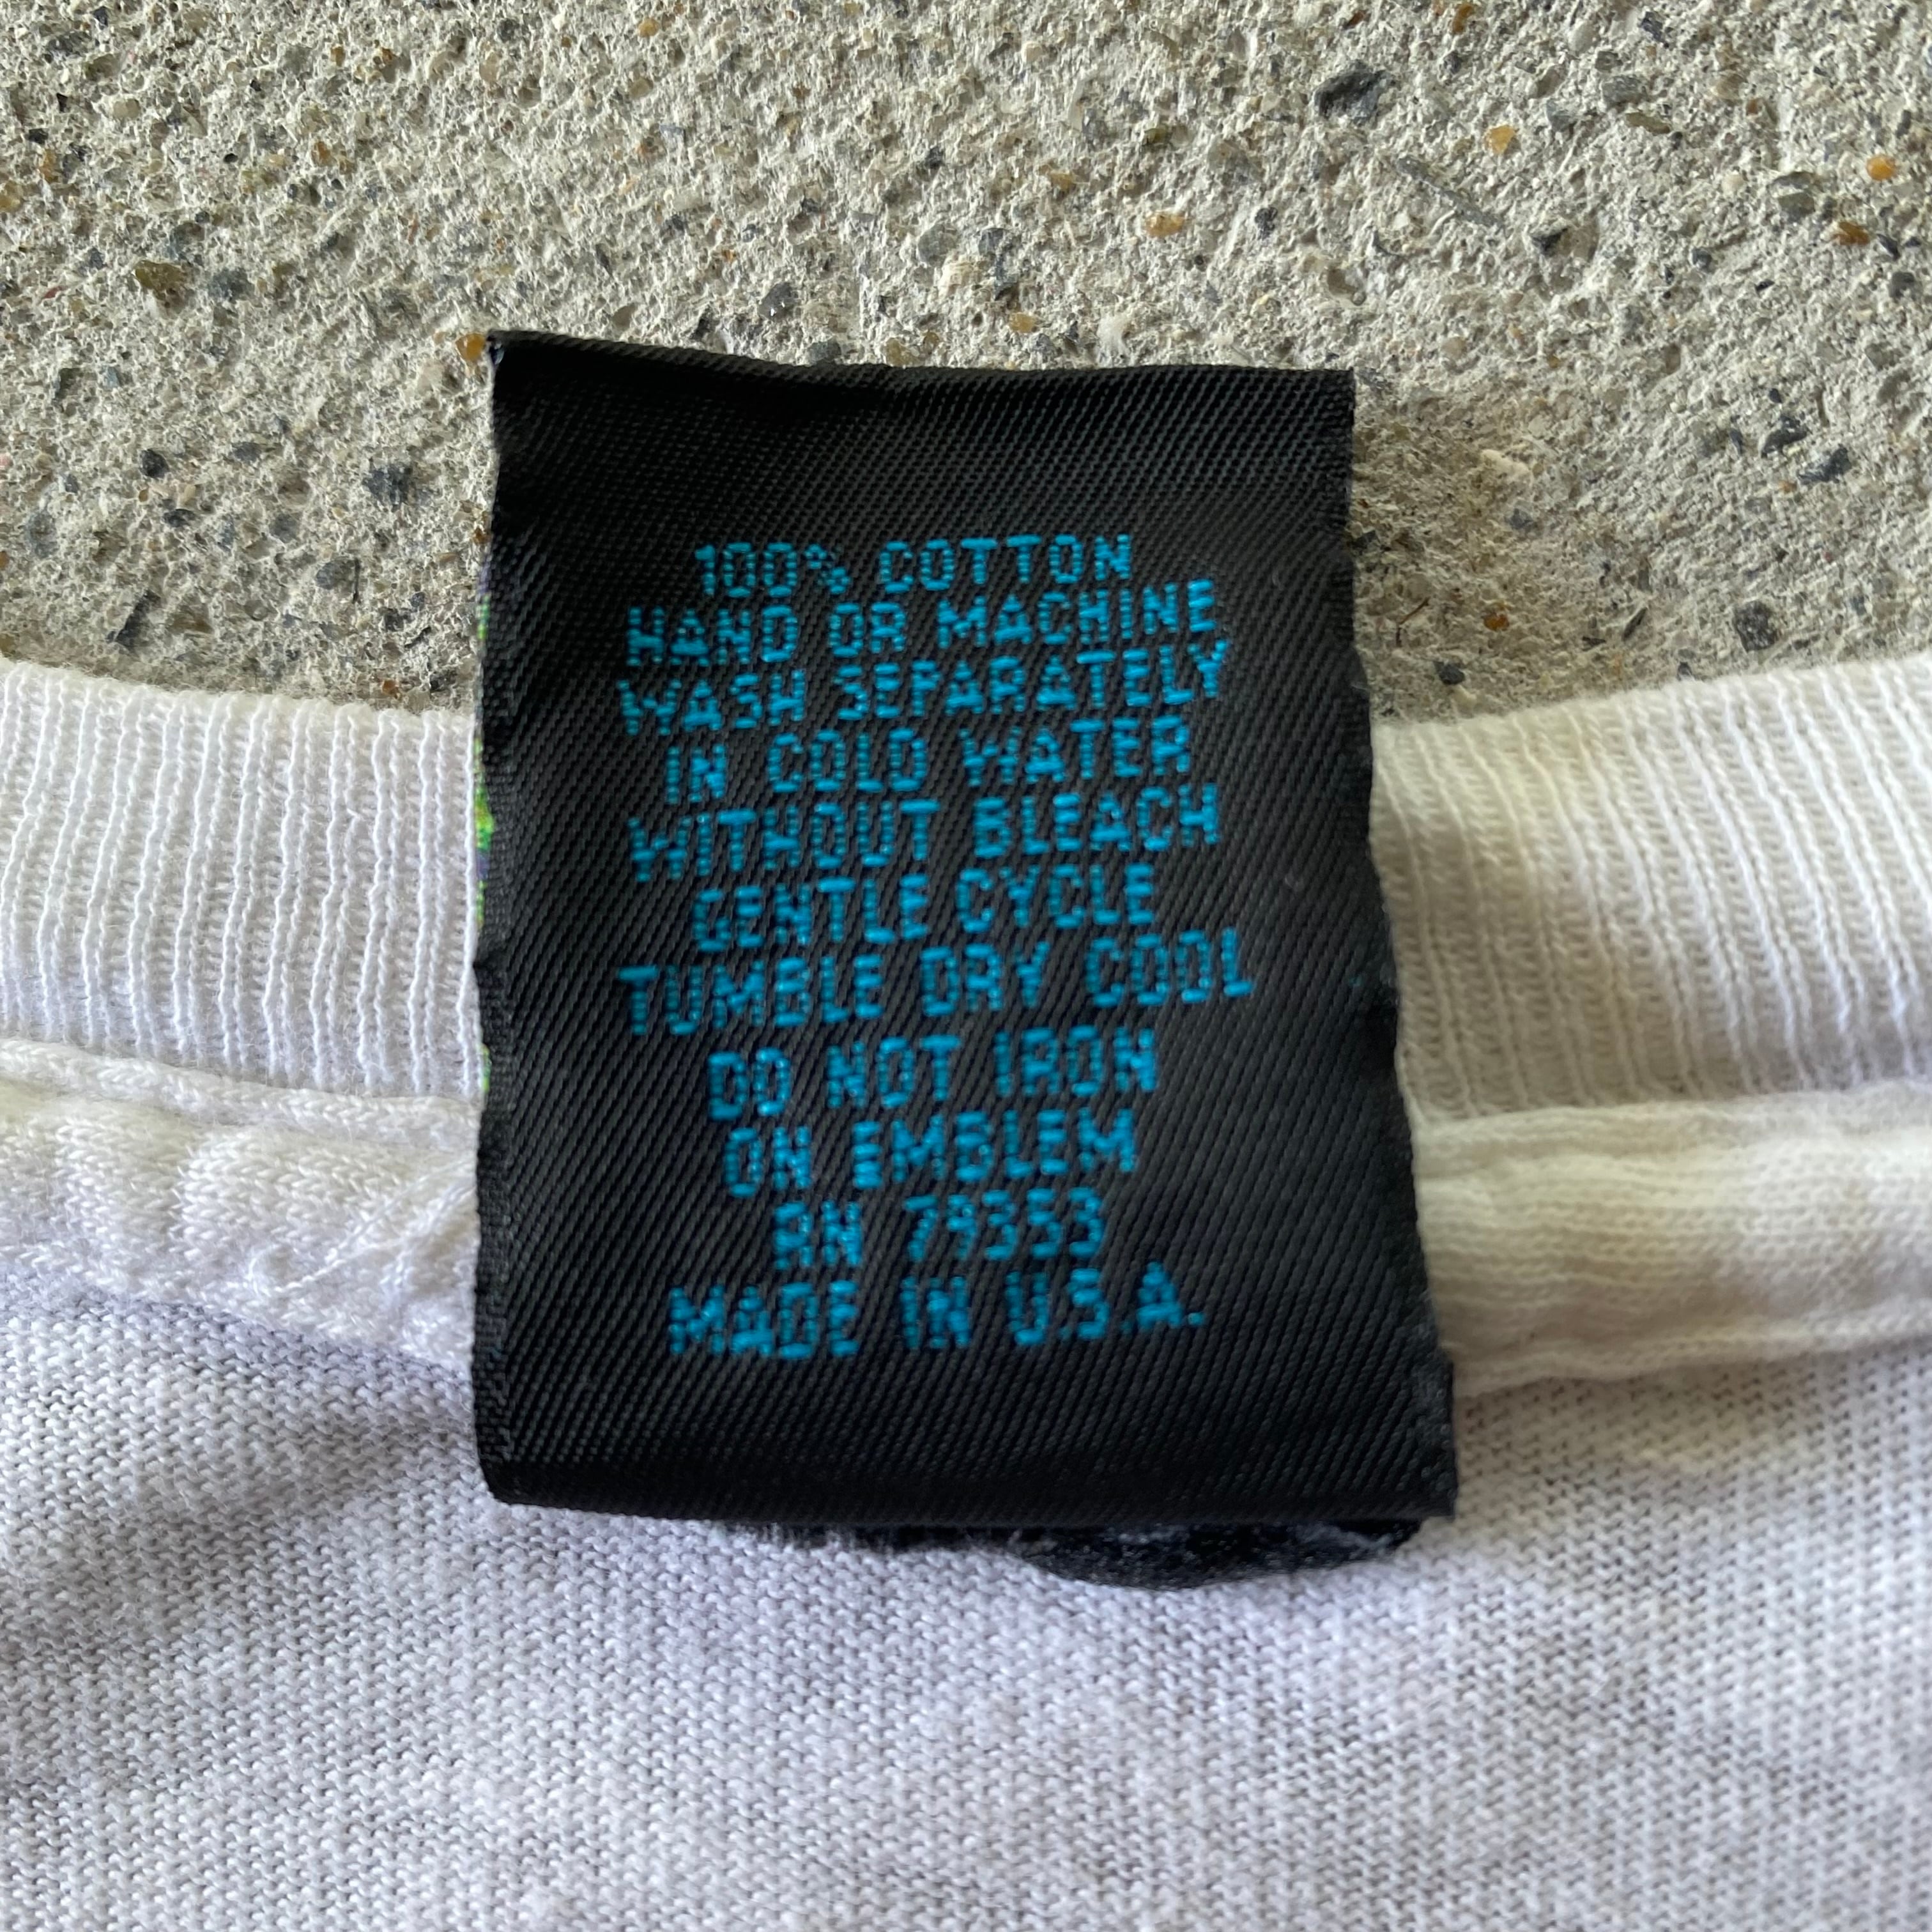 100% COTTON
HAND OR MACHINE
WASH SEPARATELY
IN COLD WATER
WITHOUT BLEACH
GENTLE CYCLE
TUMBLE DRY COOL
DO NOT IRON
ON EMBLEM
RN 79353
MADE IN U.S.A.